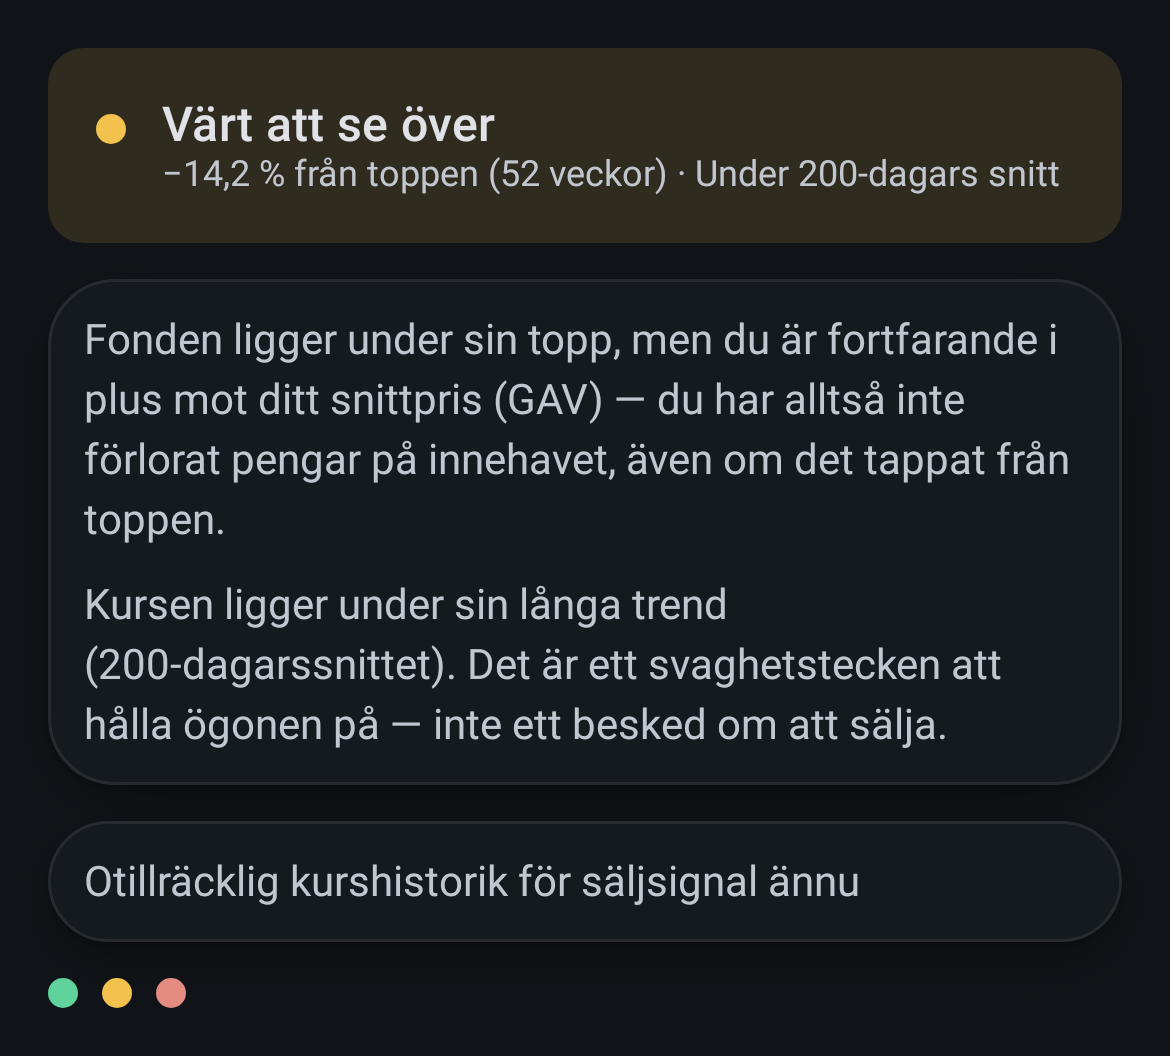 Värt att se över
−14,2 % från toppen (52 veckor) · Under 200-dagars snitt
Fonden ligger under sin topp, men du är fortfarande i
plus mot ditt snittpris (GAV) — du har alltså inte
förlorat pengar på innehavet, även om det tappat från
toppen.
Kursen ligger under sin långa trend
(200-dagarssnittet). Det är ett svaghetstecken att
hålla ögonen på — inte ett besked om att sälja.
Otillräcklig kurshistorik för säljsignal ännu